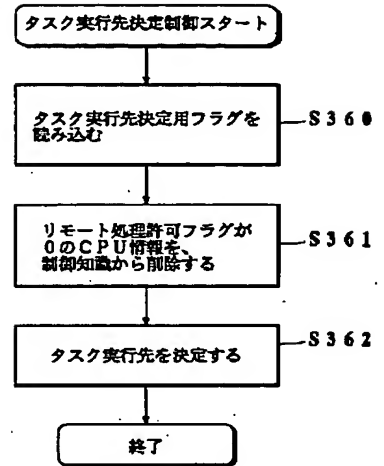 タスク実行先決定制御スタート
タスク実行先決定用フラグを
読み込む
S360
リモート処理許可フラグが
0のCPU情報を、
制御知識から削除する
S361
タスク実行先を決定する
S362
終了